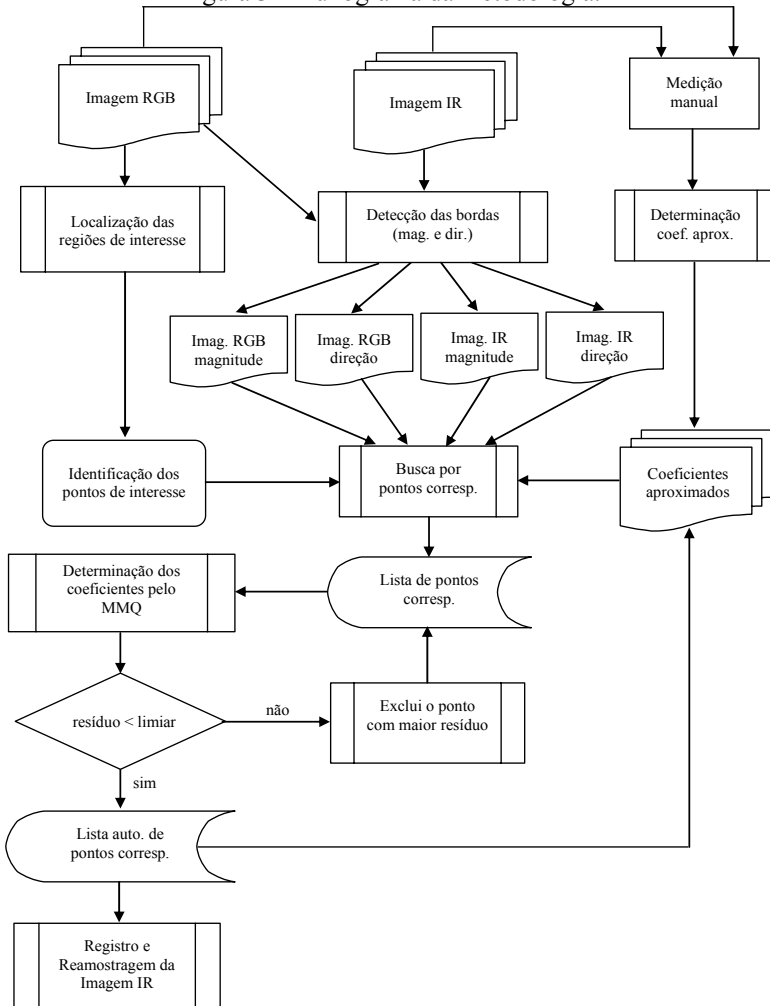 Imagem RGB
Imagem IR
Medição
manual
Localização das
regiões de interesse
Detecção das bordas
(mag. e dir.)
Determinação
coef. aprox.
Imag. RGB
magnitude
Imag. RGB
direção
Imag. IR
magnitude
Imag. IR
direção
Identificação dos
pontos de interesse
Busca por
pontos corresp.
Coeficientes
aproximados
Determinação dos
coeficientes pelo
MMQ
Lista de pontos
corresp.
resíduo < limiar
não
Exclui o ponto
com maior resíduo
sim
Lista auto. de
pontos corresp.
Registro e
Reamostragem da
Imagem IR